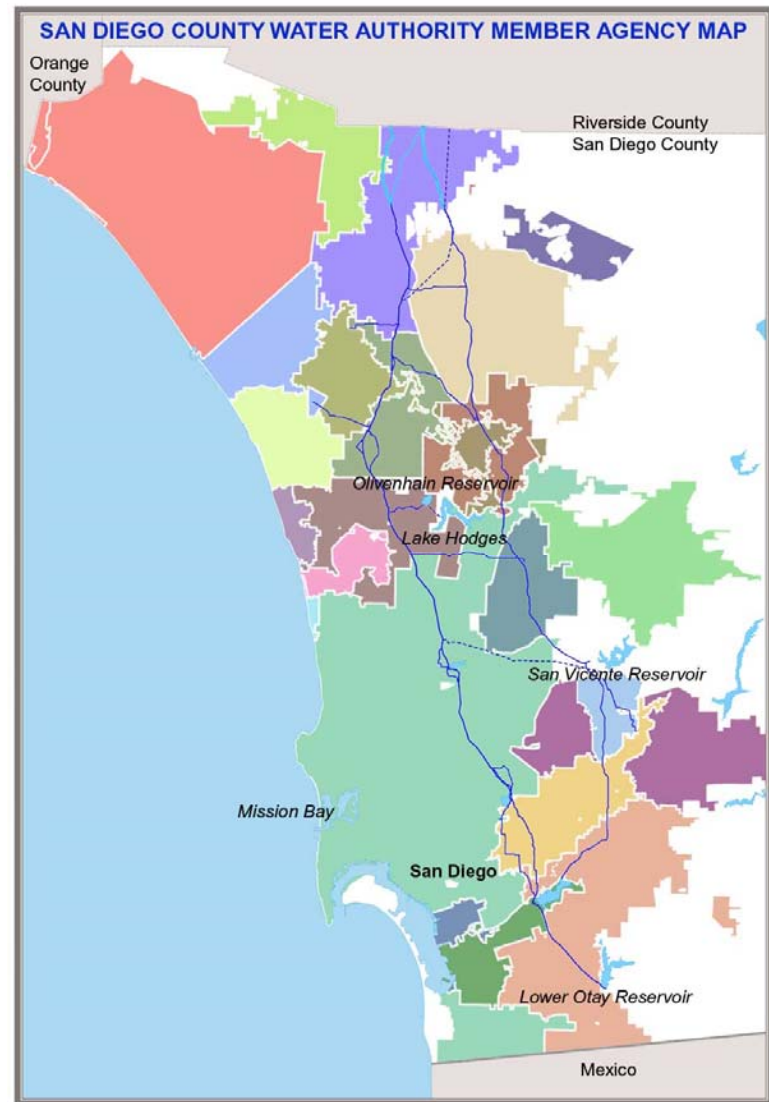 SAN DIEGO COUNTY WATER AUTHORITY MEMBER AGENCY MAP
Orange
County
Riverside County
San Diego County
Olivenhain Reservoir
Lake Hodges
San Vicente Reservoir
Mission Bay
San Diego
Lower Otay Reservoir
Mexico